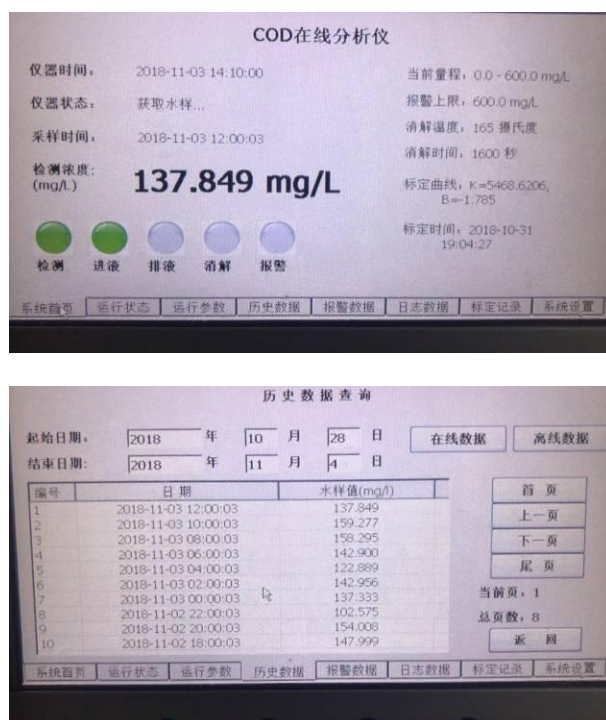 COD在线分析仪
仪器时间: 2018-11-03 14:10:00 当前量程: 0.0 - 600.0 mg/L
仪器状态: 获取水样... 报警上限: 600.0 mg/L
采样时间: 2018-11-03 12:00:03 消解温度: 165 摄氏度
消解时间: 1600 秒
检测浓度:
(mg/L) 137.849 mg/L 标定曲线: K=5468.6206,
B=-1.785
标定时间: 2018-10-31
19:04:27
检测 进液 排液 消解 报警
系统首页 运行状态 运行参数 历史数据 报警数据 日志数据 标定记录 系统设置
历史数据查询
起始日期: 2018 年 10 月 28 日 在线数据 离线数据
结束日期: 2018 年 11 月 4 日
编号 日 期 水样值(mg/l) 首 页
1 2018-11-03 12:00:03 137.849
2 2018-11-03 10:00:03 159.277 上一页
3 2018-11-03 08:00:03 158.295
4 2018-11-03 06:00:03 142.900 下一页
5 2018-11-03 04:00:03 122.889 尾 页
6 2018-11-03 02:00:03 142.956
7 2018-11-03 00:00:03 137.333 当前页: 1
8 2018-11-02 22:00:03 102.575
9 2018-11-02 20:00:03 154.008 总页数: 8
10 2018-11-02 18:00:03 147.999 返 回
系统首页 运行状态 运行参数 历史数据 报警数据 日志数据 标定记录 系统设置